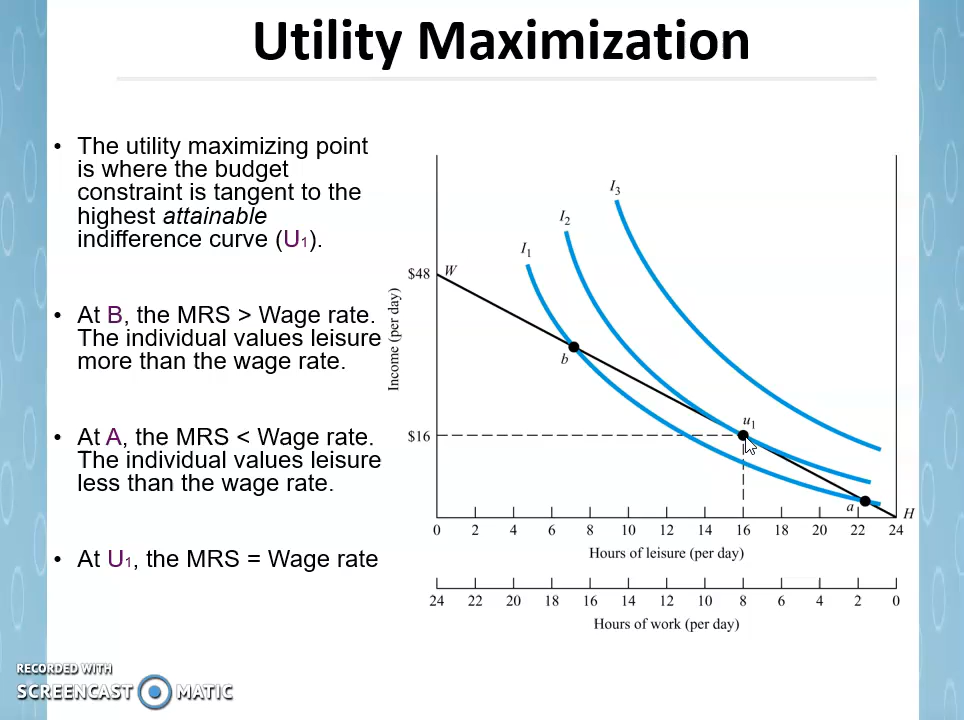 Utility Maximization
• The utility maximizing point
is where the budget
constraint is tangent to the
highest attainable
indifference curve (U1).
• At B, the MRS > Wage rate.
The individual values leisure
more than the wage rate.
• At A, the MRS < Wage rate.
The individual values leisure
less than the wage rate.
• At U1, the MRS = Wage rate
I3
I2
I1
$48 W
Income (per day)
b
u1
$16
a
H
0 2 4 6 8 10 12 14 16 18 20 22 24
Hours of leisure (per day)
24 22 20 18 16 14 12 10 8 6 4 2 0
Hours of work (per day)
RECORDED WITH
SCREENCAST MATIC